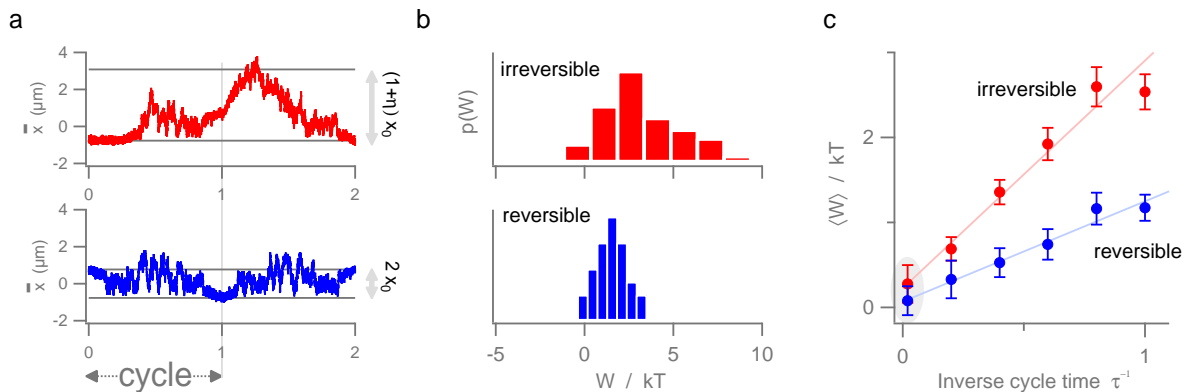 a
4
2
0
-2
x̄ (µm)
0
1
2
(1+η) x₀
4
2
0
-2
x̄ (µm)
0
1
2
2 x₀
cycle
b
irreversible
p(W)
reversible
-5
0
5
10
W / kT
c
irreversible
2
0
⟨W⟩ / kT
reversible
0
1
Inverse cycle time τ⁻¹